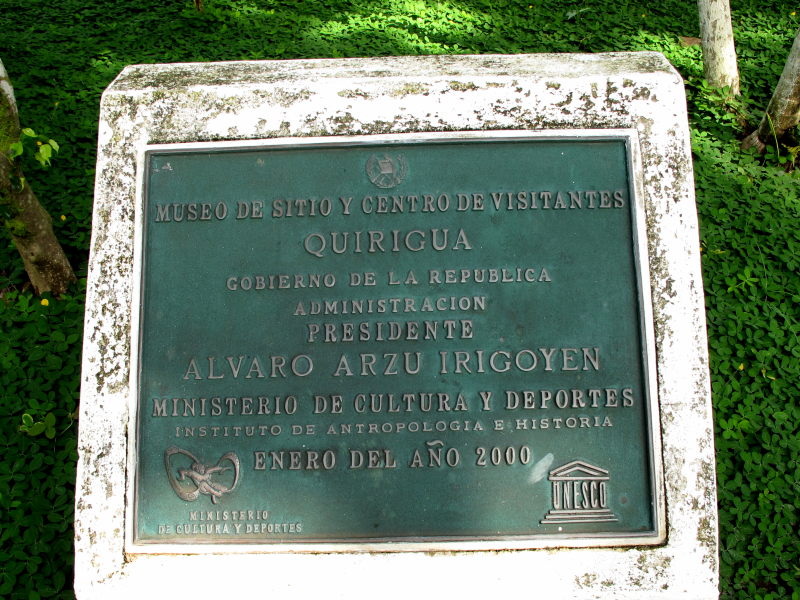 MUSEO DE SITIO Y CENTRO DE VISITANTES
QUIRIGUA
GOBIERNO DE LA REPUBLICA
ADMINISTRACION
PRESIDENTE
ALVARO ARZU IRIGOYEN
MINISTERIO DE CULTURA Y DEPORTES
INSTITUTO DE ANTROPOLOGIA E HISTORIA
ENERO DEL AÑO 2000
MINISTERIO
DE CULTURA Y DEPORTES
UNESCO